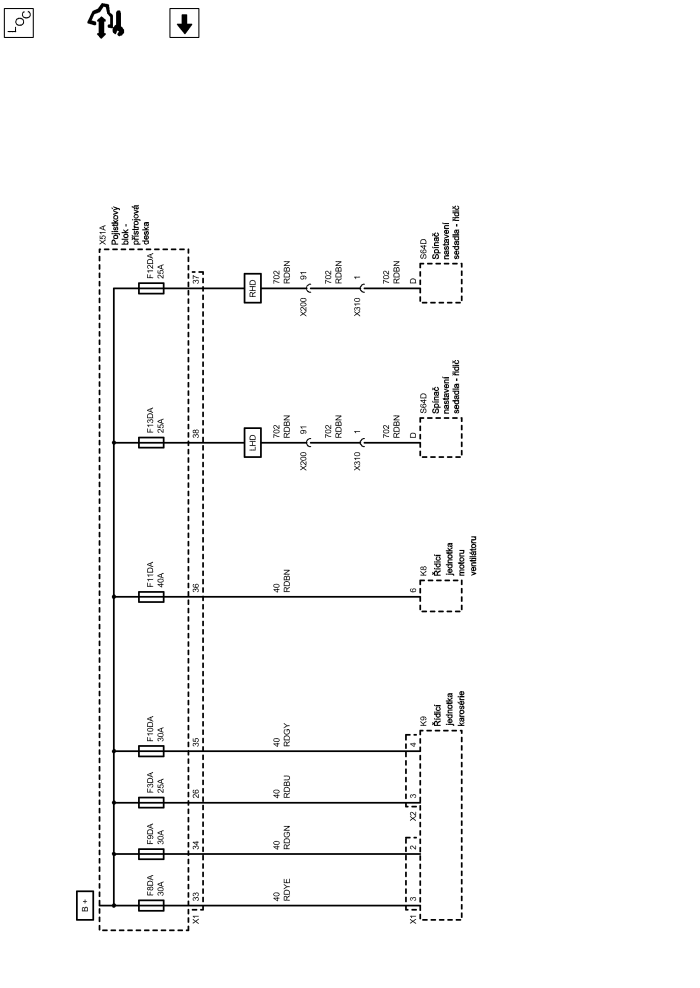 LOC
X51A
Pojistkový
blok -
přístrojová
deska
F12DA
25A
37
RHD
702
RDBN
91
X200
702
RDBN
1
X310
702
RDBN
D
S64D
Spínač
nastavení
sedadla - řidič
F13DA
25A
38
LHD
702
RDBN
91
X200
702
RDBN
1
X310
702
RDBN
D
S64D
Spínač
nastavení
sedadla - řidič
F11DA
40A
36
40
RDBN
6
K8
Řídicí
jednotka
motoru
ventilátoru
F10DA
30A
35
40
RDGY
4
K9
Řídicí
jednotka
karosérie
F3DA
25A
26
40
RDBU
3
X2
F9DA
30A
34
40
RDGN
2
B +
F8DA
30A
33
X1
40
RDYE
3
X1